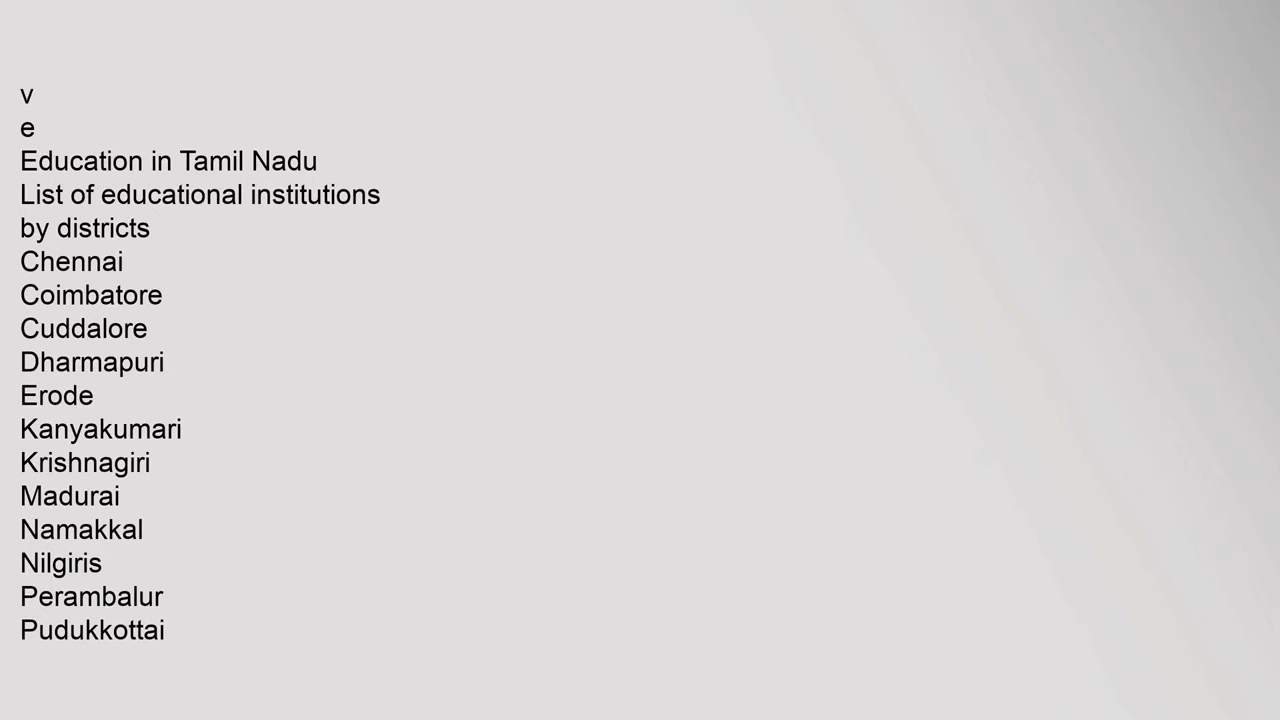 v
e
Education in Tamil Nadu
List of educational institutions
by districts
Chennai
Coimbatore
Cuddalore
Dharmapuri
Erode
Kanyakumari
Krishnagiri
Madurai
Namakkal
Nilgiris
Perambalur
Pudukkottai